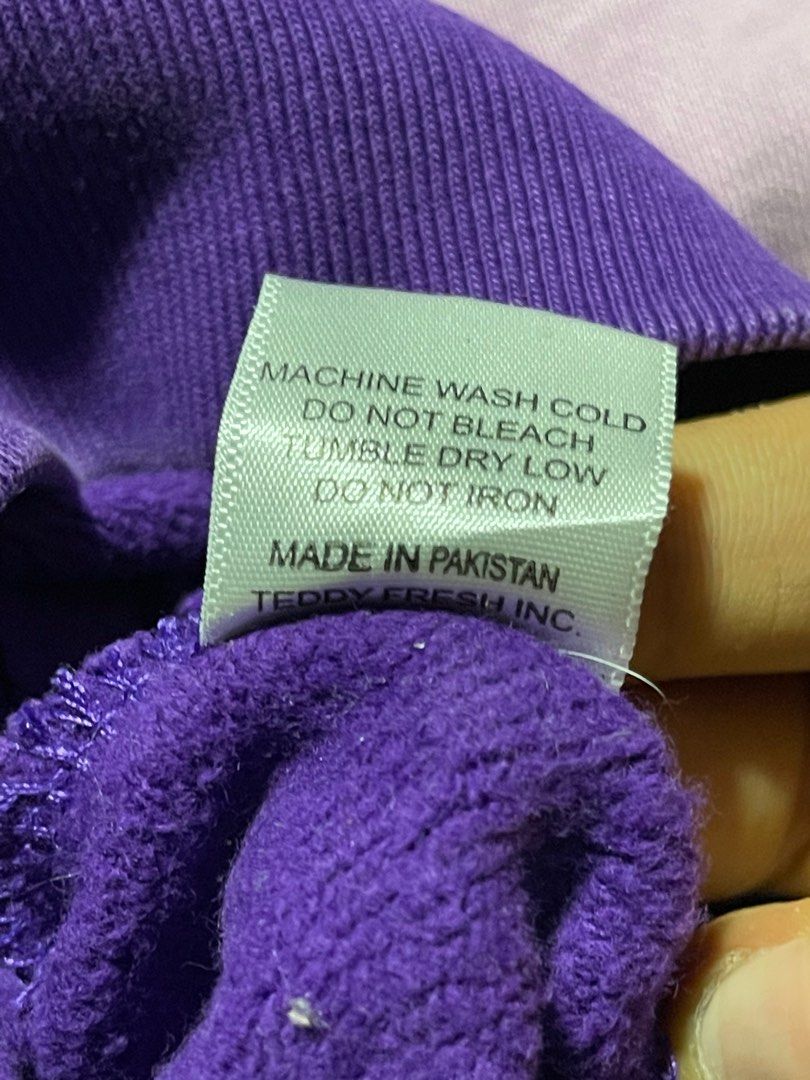 MACHINE WASH COLD
DO NOT BLEACH
TUMBLE DRY LOW
DO NOT IRON
MADE IN PAKISTAN
TEDDY FRESH INC.